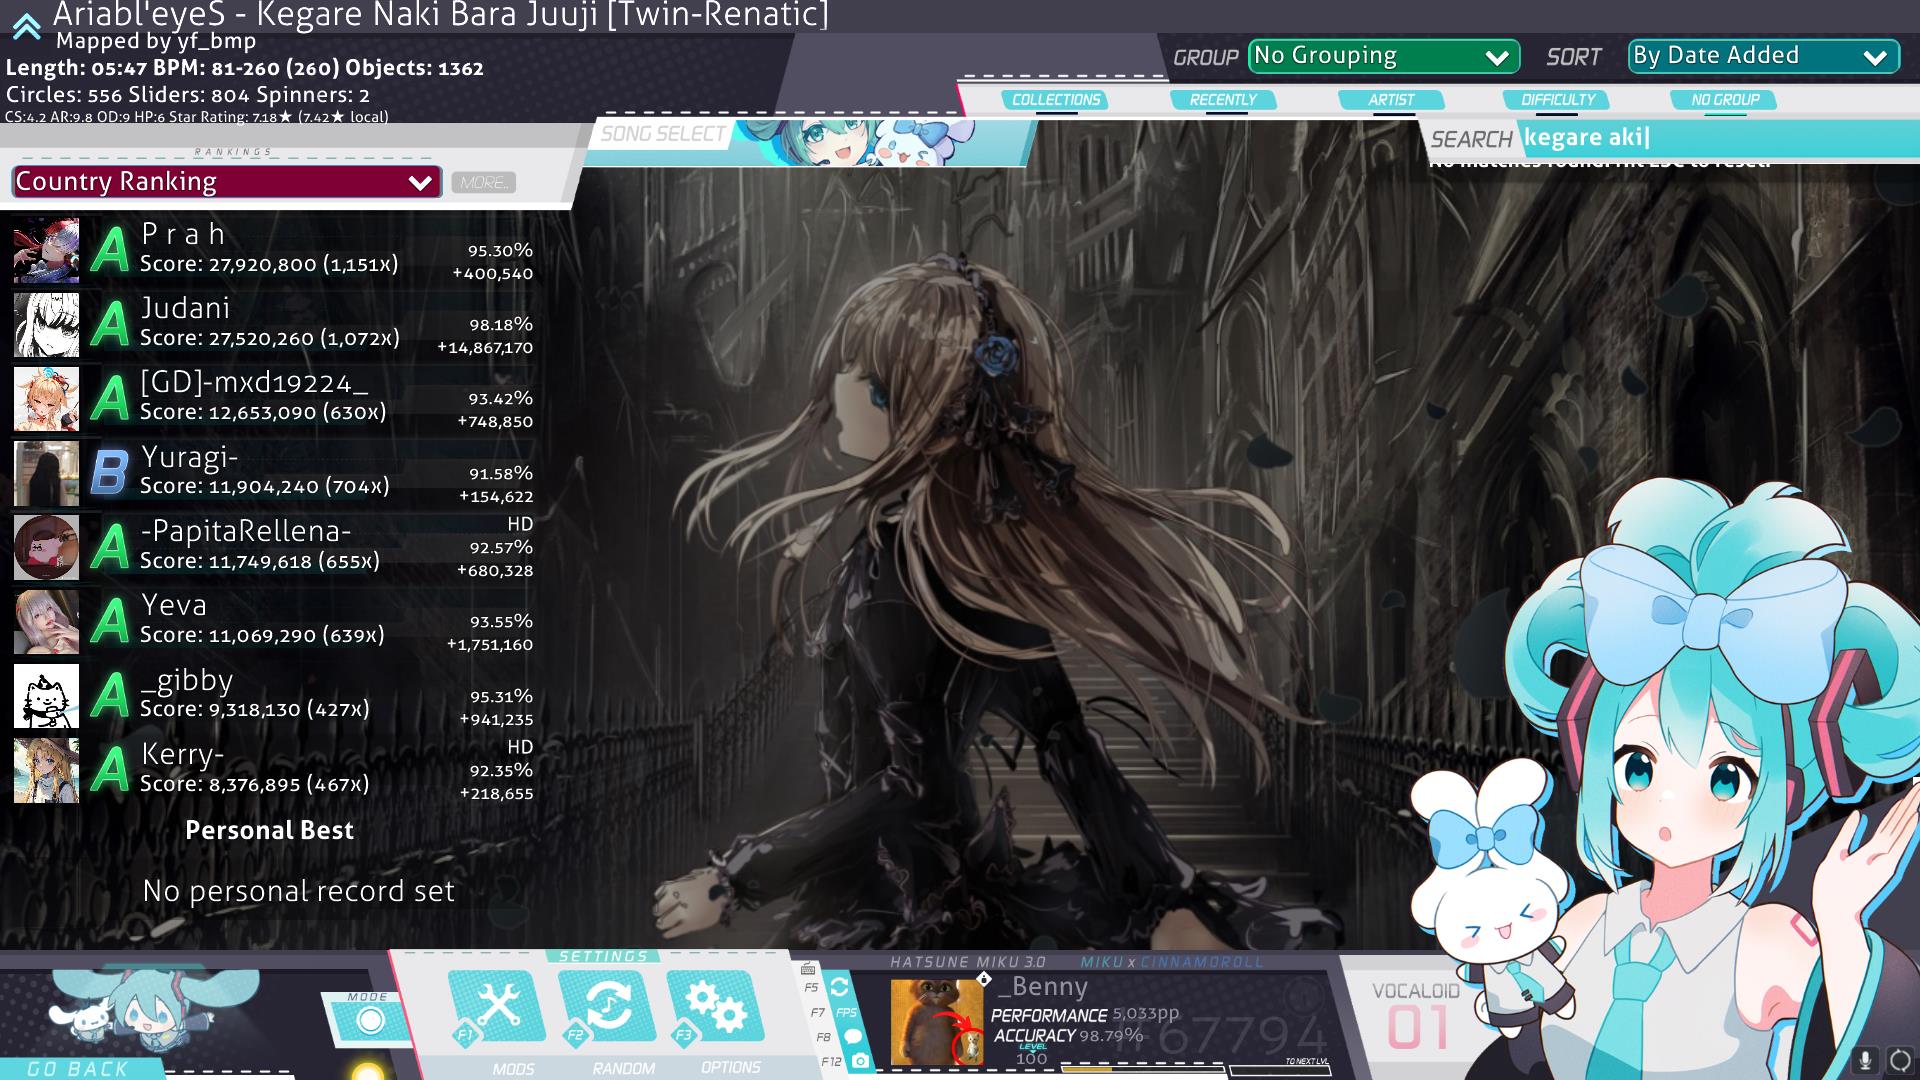 Ariabl'eyeS - Kegare Naki Bara Juuji [Twin-Renatic]
Mapped by yf_bmp
Length: 05:47 BPM: 81-260 (260) Objects: 1362
Circles: 556 Sliders: 804 Spinners: 2
CS:4.2 AR:9.8 OD:9 HP:6 Star Rating: 7.18★ (7.42★ local)
GROUP No Grouping SORT By Date Added
COLLECTIONS RECENTLY ARTIST DIFFICULTY NO GROUP
SONG SELECT
SEARCH kegare aki|
No matches found. Hit ESC to reset.
RANKINGS
Country Ranking MORE..
A P r a h
Score: 27,920,800 (1,151x)
95.30%
+400,540
A Judani
Score: 27,520,260 (1,072x)
98.18%
+14,867,170
A [GD]-mxd19224_
Score: 12,653,090 (630x)
93.42%
+748,850
B Yuragi-
Score: 11,904,240 (704x)
91.58%
+154,622
A -PapitaRellena-
Score: 11,749,618 (655x)
HD
92.57%
+680,328
A Yeva
Score: 11,069,290 (639x)
93.55%
+1,751,160
A _gibby
Score: 9,318,130 (427x)
95.31%
+941,235
A Kerry-
Score: 8,376,895 (467x)
HD
92.35%
+218,655
Personal Best
No personal record set
GO BACK
MODE
SETTINGS
F1 F2 F3
MODS RANDOM OPTIONS
F5
F7 FPS
F8
F12
HATSUNE MIKU 3.0 MIKU x CINNAMOROLL
_Benny
PERFORMANCE 5,033pp
ACCURACY 98.79%
LEVEL
100
67794
TO NEXT LVL
VOCALOID
01